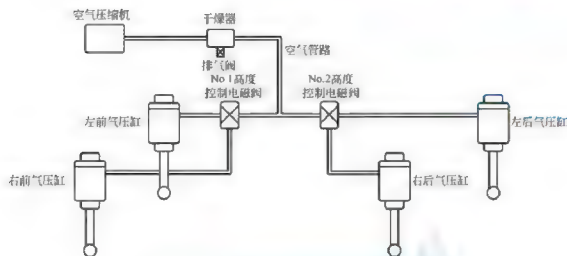 空气压缩机
干燥器
排气阀
空气管路
No 1高度
控制电磁阀
No.2高度
控制电磁阀
左前气压缸
左后气压缸
右前气压缸
右后气压缸